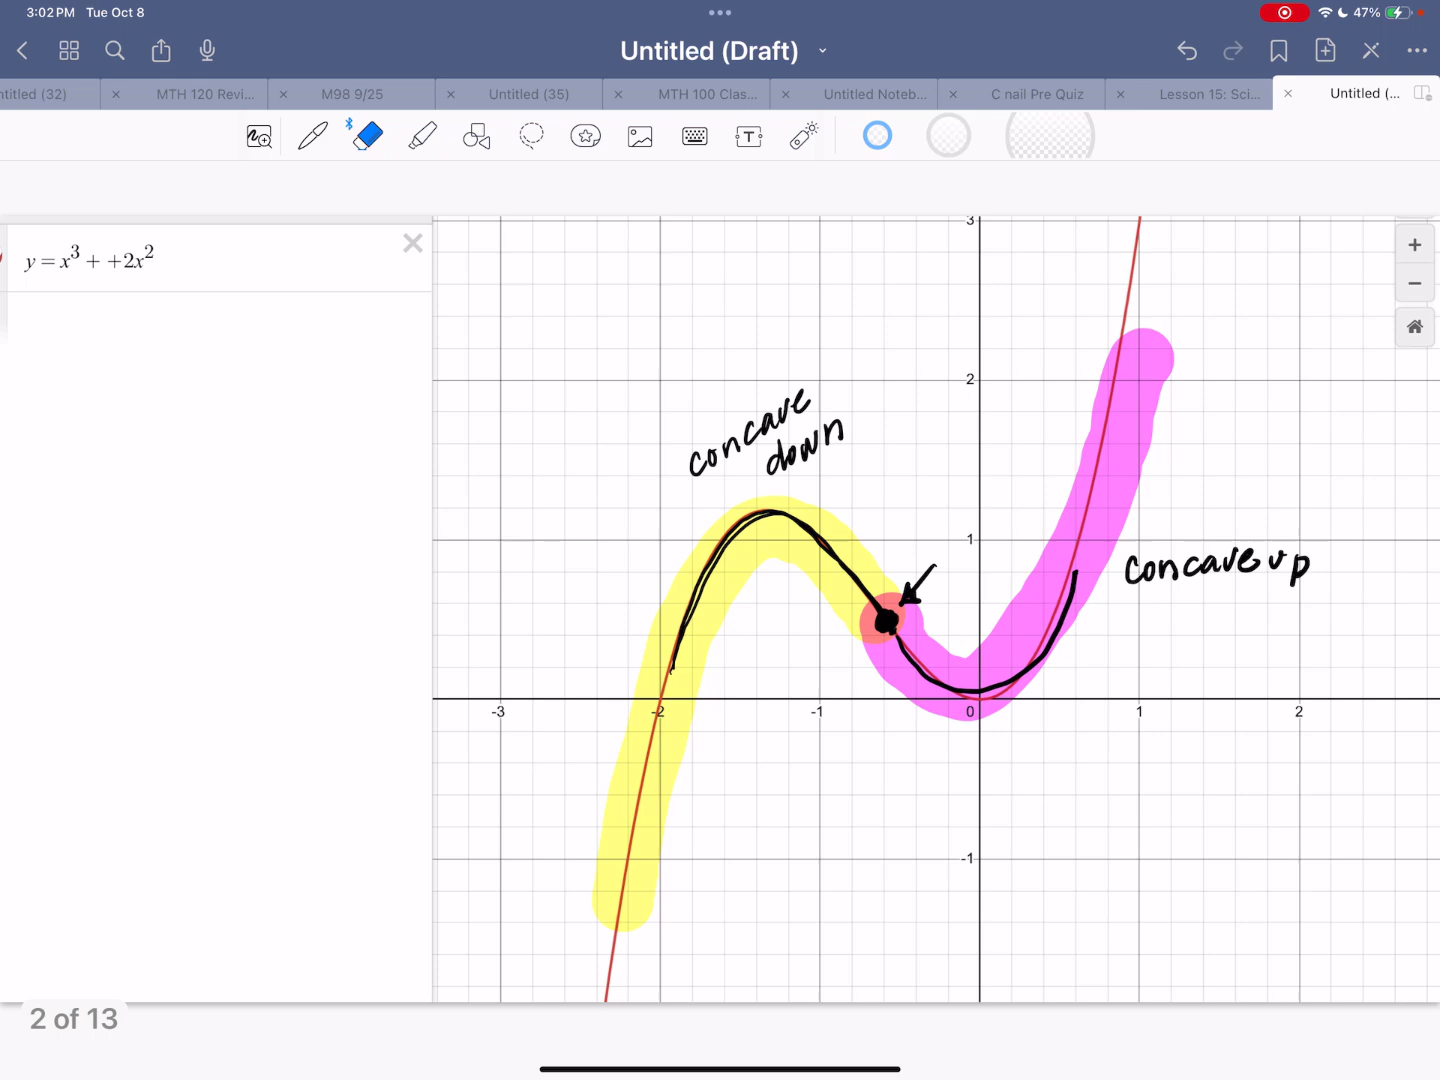 3:02 PM Tue Oct 8
47%
Untitled (Draft)
ntitled (32)
MTH 120 Revi...
M98 9/25
Untitled (35)
MTH 100 Clas...
Untitled Noteb...
C nail Pre Quiz
Lesson 15: Sci...
Untitled (...
T
y = x³ + +2x²
3
2
concave
down
1
concave up
-3
-2
-1
0
1
2
-1
2 of 13